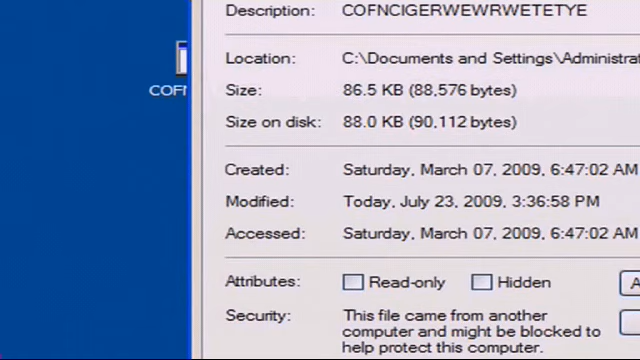 Description: COFNCIGERWEWRWETETYE
Location: C:\Documents and Settings\Administrat
COFN
Size: 86.5 KB (88,576 bytes)
Size on disk: 88.0 KB (90,112 bytes)
Created: Saturday, March 07, 2009, 6:47:02 AM
Modified: Today, July 23, 2009, 3:36:58 PM
Accessed: Saturday, March 07, 2009, 6:47:02 AM
Attributes: Read-only Hidden A
Security: This file came from another
computer and might be blocked to
help protect this computer.